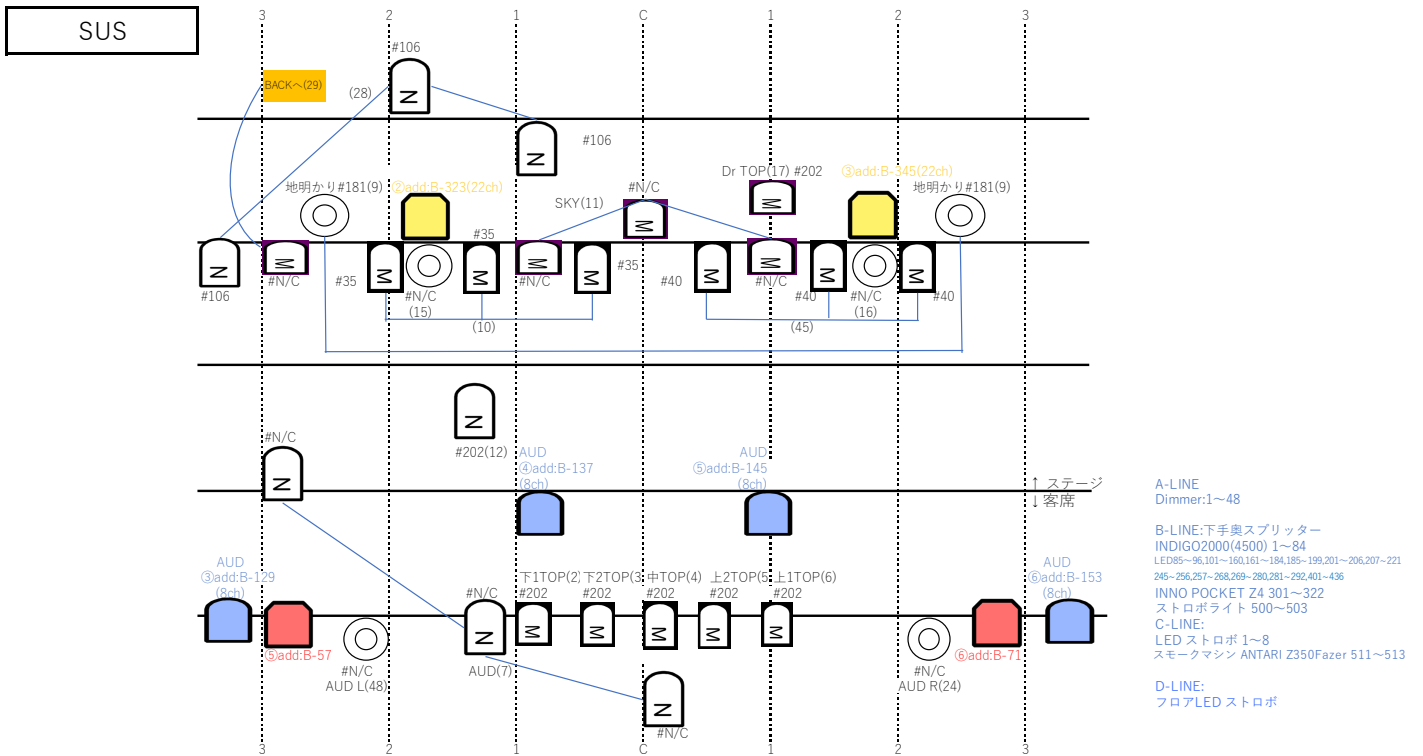 SUS
3 2 1 C 1 2 3
#106
BACKへ(29)
(28)
#106
Dr TOP(17) #202
③add:B-345(22ch)
地明かり#181(9)
②add:B-323(22ch)
#N/C
地明かり#181(9)
SKY(11)
#35
#35
#106
#N/C
#35
#N/C
(15)
(10)
#N/C
#40
#N/C
#40
#N/C
(16)
#40
(45)
#N/C
#202(12)
AUD
④add:B-137
(8ch)
AUD
⑤add:B-145
(8ch)
↑ ステージ
↓ 客席
AUD
③add:B-129
(8ch)
#N/C
下1TOP(2)
#202
下2TOP(3
#202
中TOP(4)
#202
上2TOP(5
#202
上1TOP(6)
#202
AUD
⑥add:B-153
(8ch)
⑤add:B-57
#N/C
AUD L(48)
AUD(7)
#N/C
AUD R(24)
⑥add:B-71
#N/C
3 2 1 C 1 2 3
A-LINE
Dimmer:1～48
B-LINE:下手奥スプリッター
INDIGO2000(4500) 1～84
LED85～96,101～160,161～184,185～199,201～206,207～221
245~256,257~268,269~280,281~292,401~436
INNO POCKET Z4 301～322
ストロボライト 500～503
C-LINE:
LED ストロボ 1～8
スモークマシン ANTARI Z350Fazer 511～513
D-LINE:
フロアLED ストロボ
N N N M M M M M M M M M M M N N N M M M M M N